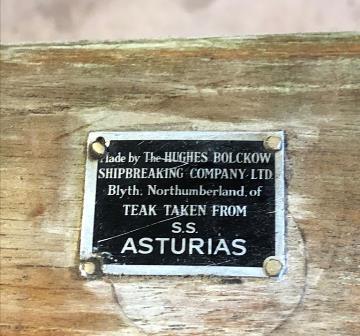 Made by The HUGHES BOLCKOW
SHIPBREAKING COMPANY LTD.
Blyth. Northumberland, of
TEAK TAKEN FROM
S.S.
ASTURIAS